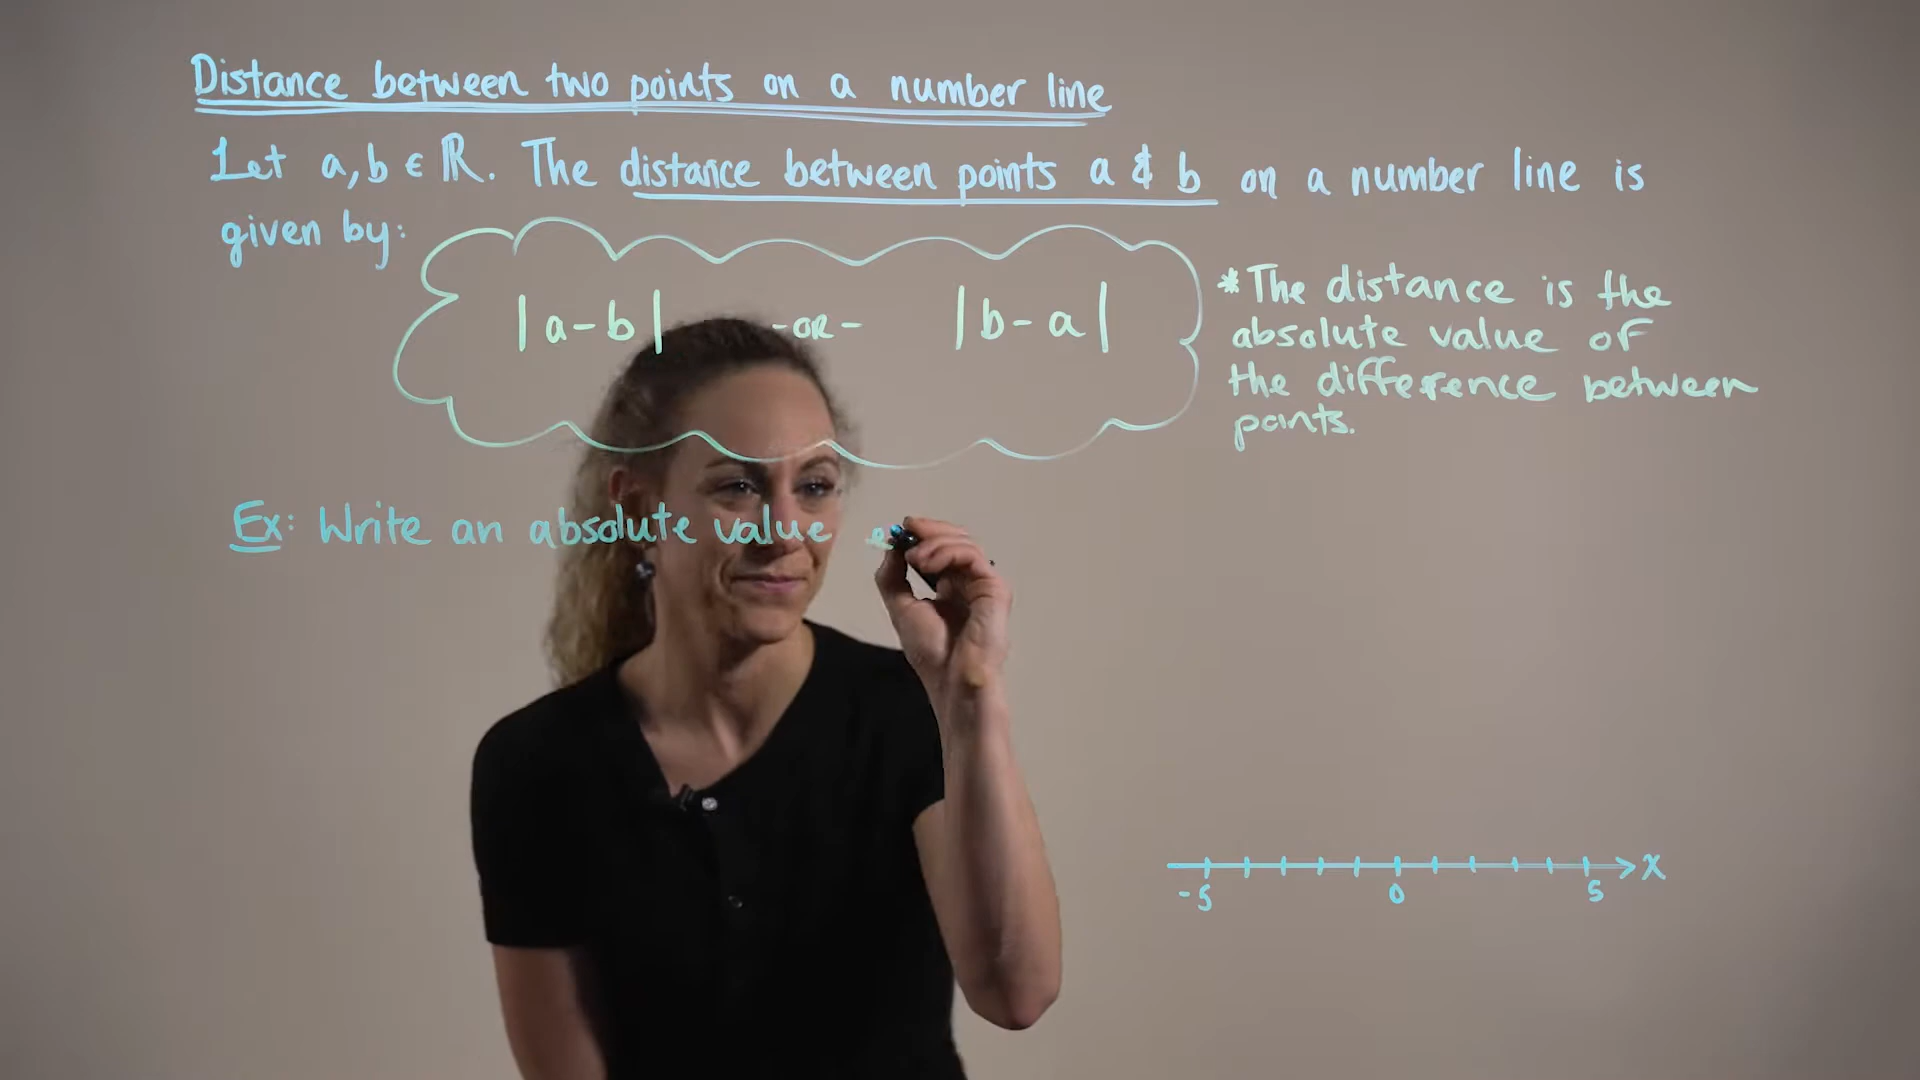 Distance between two points on a number line
Let a, b ∈ ℝ. The distance between points a & b on a number line is
given by:
|a-b| -OR- |b-a|
*The distance is the
absolute value of
the difference between
points.
Ex: Write an absolute value e
-5 0 5 x